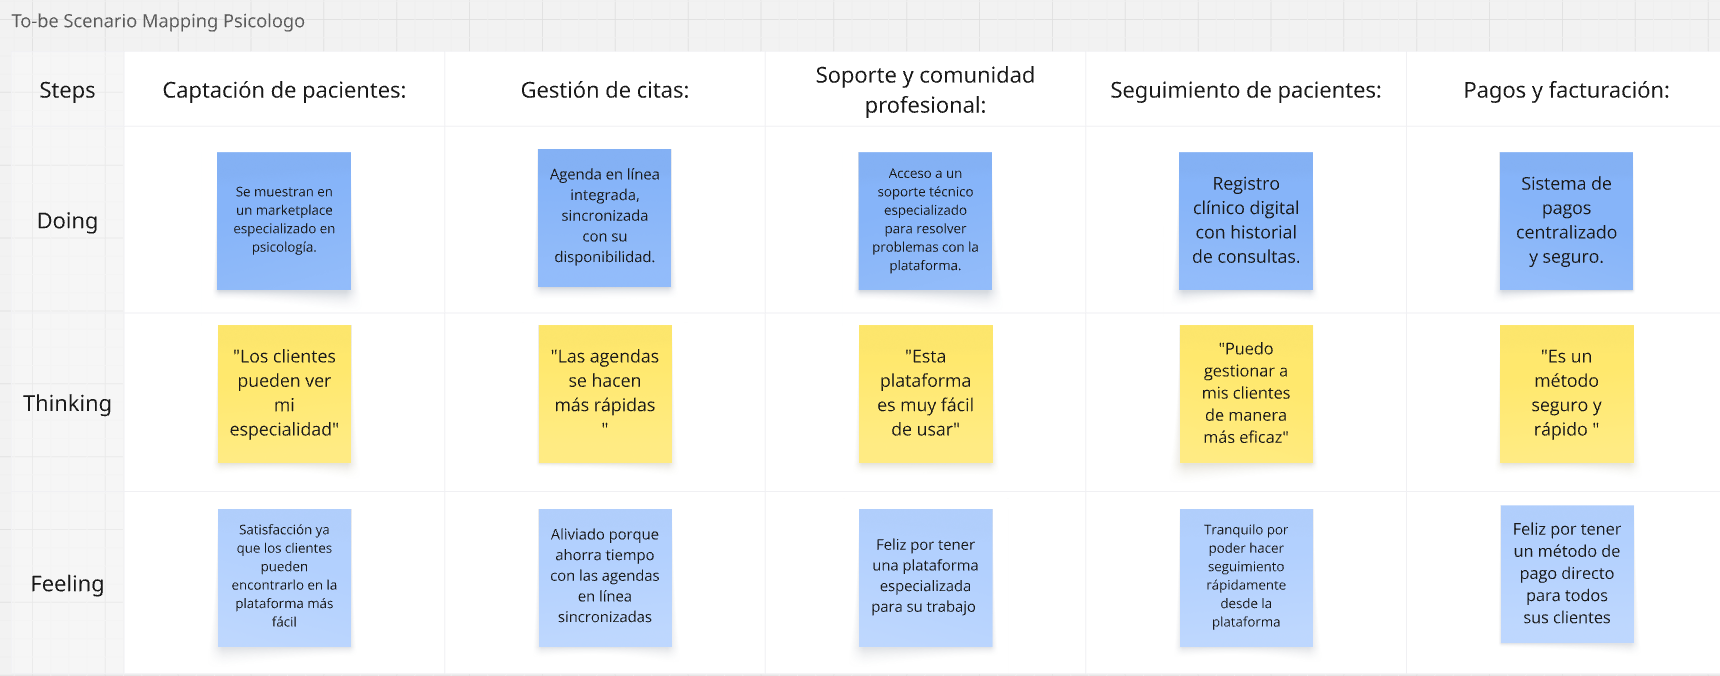 To-be Scenario Mapping Psicologo
Steps
Captación de pacientes:
Gestión de citas:
Soporte y comunidad
profesional:
Seguimiento de pacientes:
Pagos y facturación:
Doing
Se muestran en
un marketplace
especializado en
psicología.
Agenda en línea
integrada,
sincronizada
con su
disponibilidad.
Acceso a un
soporte técnico
especializado
para resolver
problemas con la
plataforma.
Registro
clínico digital
con historial
de consultas.
Sistema de
pagos
centralizado
y seguro.
Thinking
"Los clientes
pueden ver
mi
especialidad"
"Las agendas
se hacen
más rápidas
"
"Esta
plataforma
es muy fácil
de usar"
"Puedo
gestionar a
mis clientes
de manera
más eficaz"
"Es un
método
seguro y
rápido "
Feeling
Satisfacción ya
que los clientes
pueden
encontrarlo en la
plataforma más
fácil
Aliviado porque
ahorra tiempo
con las agendas
en línea
sincronizadas
Feliz por tener
una plataforma
especializada
para su trabajo
Tranquilo por
poder hacer
seguimiento
rápidamente
desde la
plataforma
Feliz por tener
un método de
pago directo
para todos
sus clientes